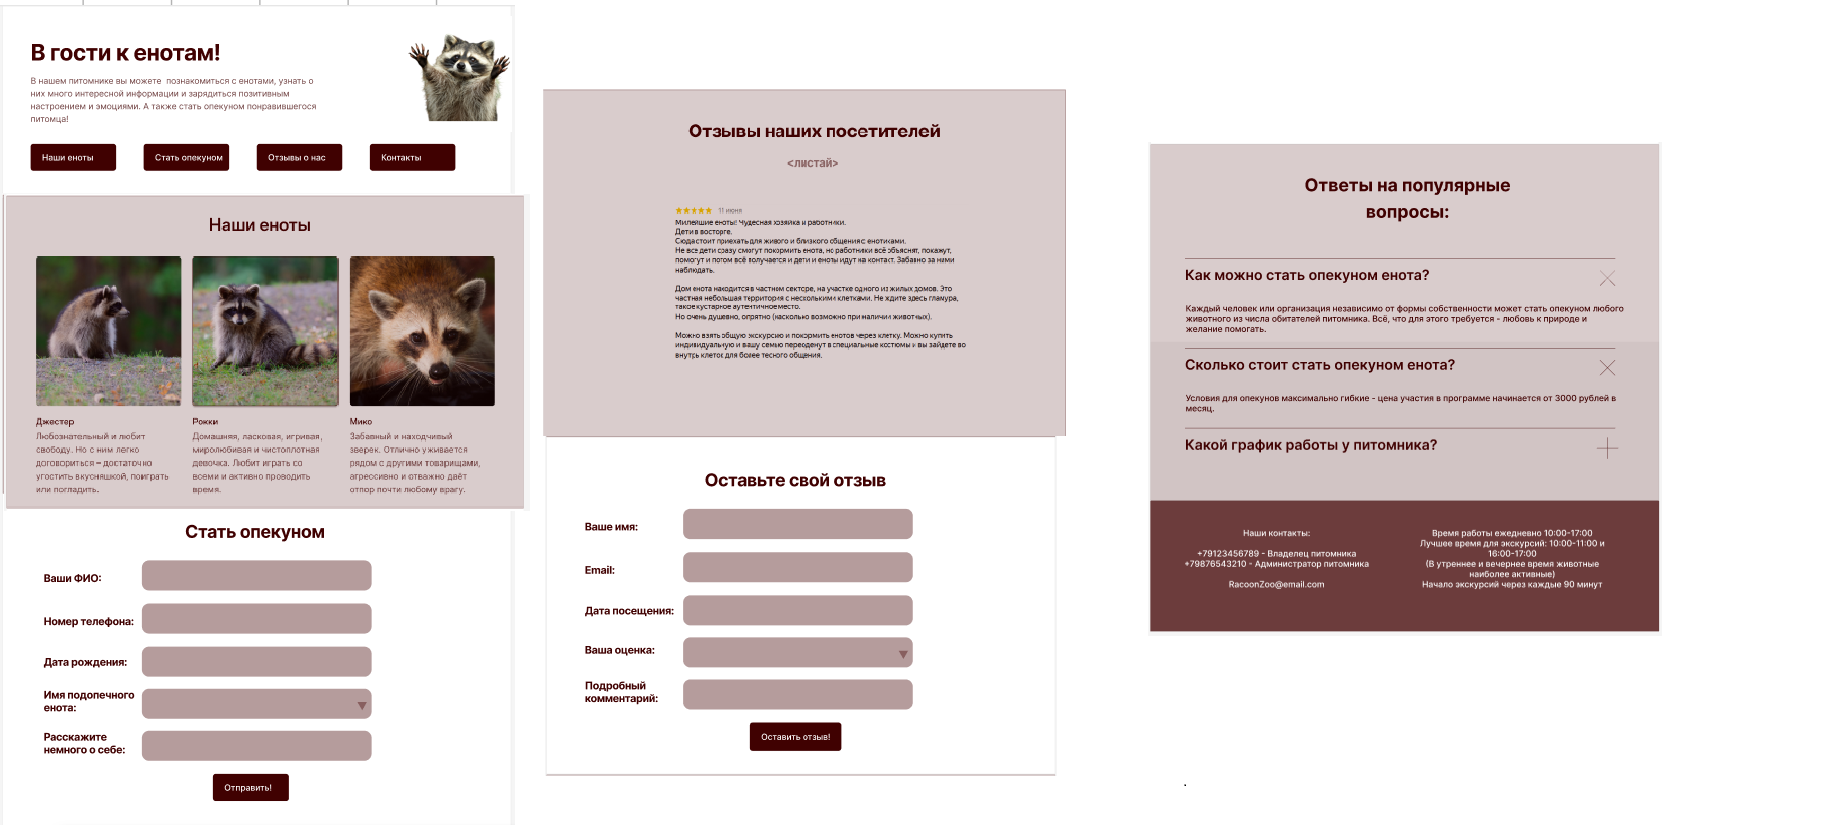 В гости к енотам!
В нашем питомнике вы можете познакомиться с енотами, узнать о
них много интересной информации и зарядиться позитивным
настроением и эмоциями. А также стать опекуном понравившегося
питомца!
Наши еноты
Стать опекуном
Отзывы о нас
Контакты
Наши еноты
Джестер
Любознательный и любит
свободу. Но с ним легко
договориться – достаточно
угостить вкусняшкой, поиграть
или погладить.
Рокки
Домашняя, ласковая, игривая,
миролюбивая и чистоплотная
девочка. Любит играть со
всеми и активно проводить
время.
Мико
Забавный и находчивый
зверек. Отлично уживается
рядом с другими товарищами,
агрессивно и отважно даёт
отпор почти любому врагу.
Стать опекуном
Ваши ФИО:
Номер телефона:
Дата рождения:
Имя подопечного
енота:
Расскажите
немного о себе:
Отправить!
Отзывы наших посетителей
<листай>
11 июня
Милейшие еноты! Чудесная хозяйка и работники.
Дети в восторге.
Сюда стоит приехать для живого и близкого общения с енотиками.
Не все дети сразу смогут покормить енота, но работники всё объяснят, покажут,
помогут и потом всё получается и дети и еноты идут на контакт. Забавно за ними
наблюдать.
Дом енота находится в частном секторе, на участке одного из жилых домов. Это
частная небольшая территория с несколькими клетками. Не ждите здесь гламура,
такое кустарное аутентичное место.
Но очень душевно, опрятно (насколько возможно при наличии животных).
Можно взять общую экскурсию и покормить енотов через клетку. Можно купить
индивидуальную и вашу семью переоденут в специальные костюмы и вы зайдете во
внутрь клеток для более тесного общения.
Оставьте свой отзыв
Ваше имя:
Email:
Дата посещения:
Ваша оценка:
Подробный
комментарий:
Оставить отзыв!
Ответы на популярные
вопросы:
Как можно стать опекуном енота?
Каждый человек или организация независимо от формы собственности может стать опекуном любого
животного из числа обитателей питомника. Всё, что для этого требуется - любовь к природе и
желание помогать.
Сколько стоит стать опекуном енота?
Условия для опекунов максимально гибкие - цена участия в программе начинается от 3000 рублей в
месяц.
Какой график работы у питомника?
Наши контакты:
+79123456789 - Владелец питомника
+79876543210 - Администратор питомника
RacoonZoo@email.com
Время работы ежедневно 10:00-17:00
Лучшее время для экскурсий: 10:00-11:00 и
16:00-17:00
(В утреннее и вечернее время животные
наиболее активные)
Начало экскурсий через каждые 90 минут
.